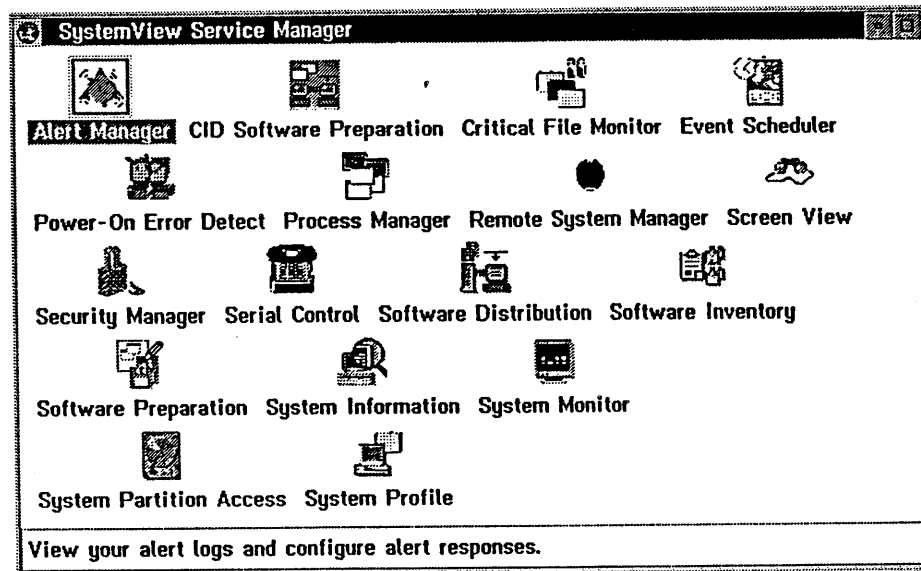 SystemView Service Manager
Alert Manager CID Software Preparation Critical File Monitor Event Scheduler
Power-On Error Detect Process Manager Remote System Manager Screen View
Security Manager Serial Control Software Distribution Software Inventory
Software Preparation System Information System Monitor
System Partition Access System Profile
View your alert logs and configure alert responses.